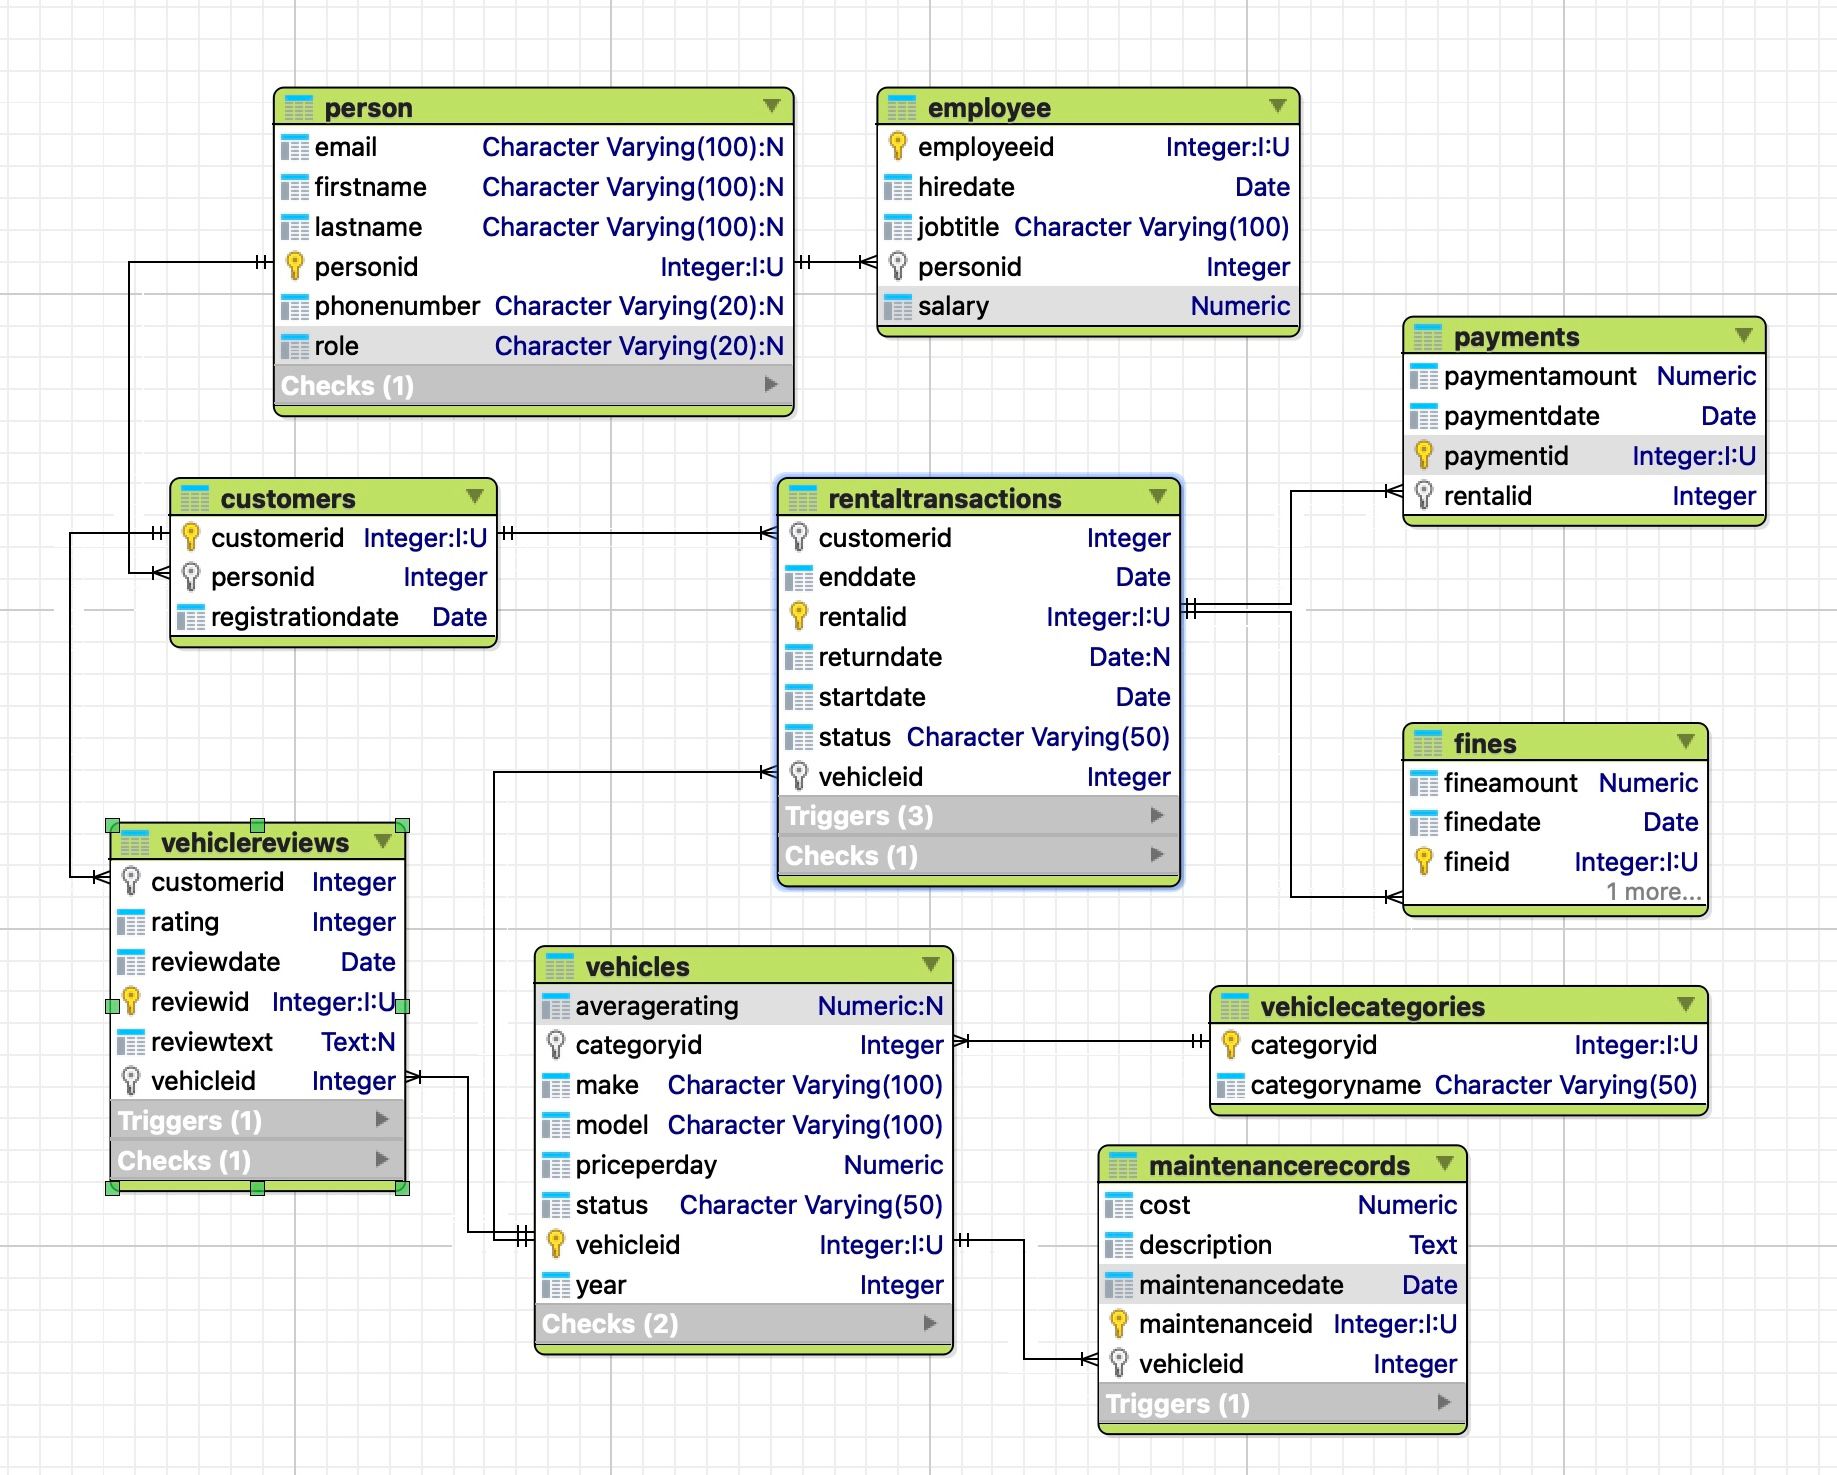 person
email Character Varying(100):N
firstname Character Varying(100):N
lastname Character Varying(100):N
personid Integer:I:U
phonenumber Character Varying(20):N
role Character Varying(20):N
Checks (1)
employee
employeeid Integer:I:U
hiredate Date
jobtitle Character Varying(100)
personid Integer
salary Numeric
payments
paymentamount Numeric
paymentdate Date
paymentid Integer:I:U
rentalid Integer
customers
customerid Integer:I:U
personid Integer
registrationdate Date
rentaltransactions
customerid Integer
enddate Date
rentalid Integer:I:U
returndate Date:N
startdate Date
status Character Varying(50)
vehicleid Integer
Triggers (3)
Checks (1)
fines
fineamount Numeric
finedate Date
fineid Integer:I:U
1 more...
vehiclereviews
customerid Integer
rating Integer
reviewdate Date
reviewid Integer:I:U
reviewtext Text:N
vehicleid Integer
Triggers (1)
Checks (1)
vehicles
averagerating Numeric:N
categoryid Integer
make Character Varying(100)
model Character Varying(100)
priceperday Numeric
status Character Varying(50)
vehicleid Integer:I:U
year Integer
Checks (2)
vehiclecategories
categoryid Integer:I:U
categoryname Character Varying(50)
maintenancerecords
cost Numeric
description Text
maintenancedate Date
maintenanceid Integer:I:U
vehicleid Integer
Triggers (1)